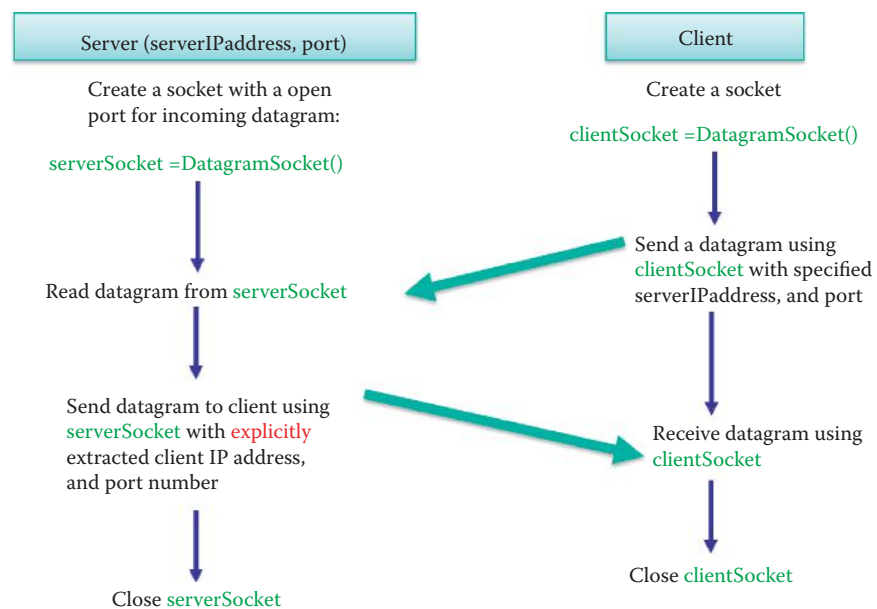 Server (serverIPaddress, port)
Create a socket with a open
port for incoming datagram:
serverSocket =DatagramSocket()
Read datagram from serverSocket
Send datagram to client using
serverSocket with explicitly
extracted client IP address,
and port number
Close serverSocket
Client
Create a socket
clientSocket =DatagramSocket()
Send a datagram using
clientSocket with specified
serverIPaddress, and port
Receive datagram using
clientSocket
Close clientSocket